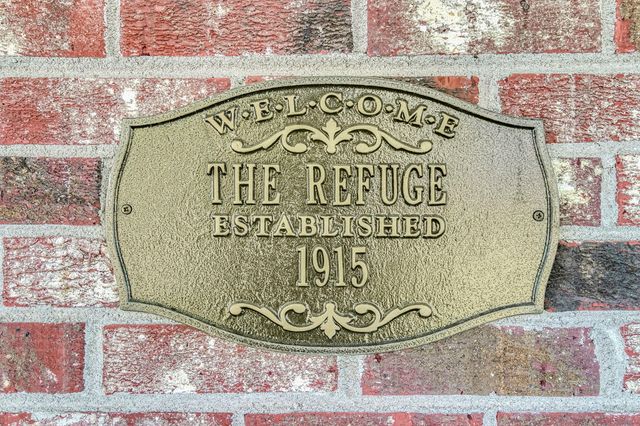 W·E·L·C·O·M·E
THE REFUGE
ESTABLISHED
1915